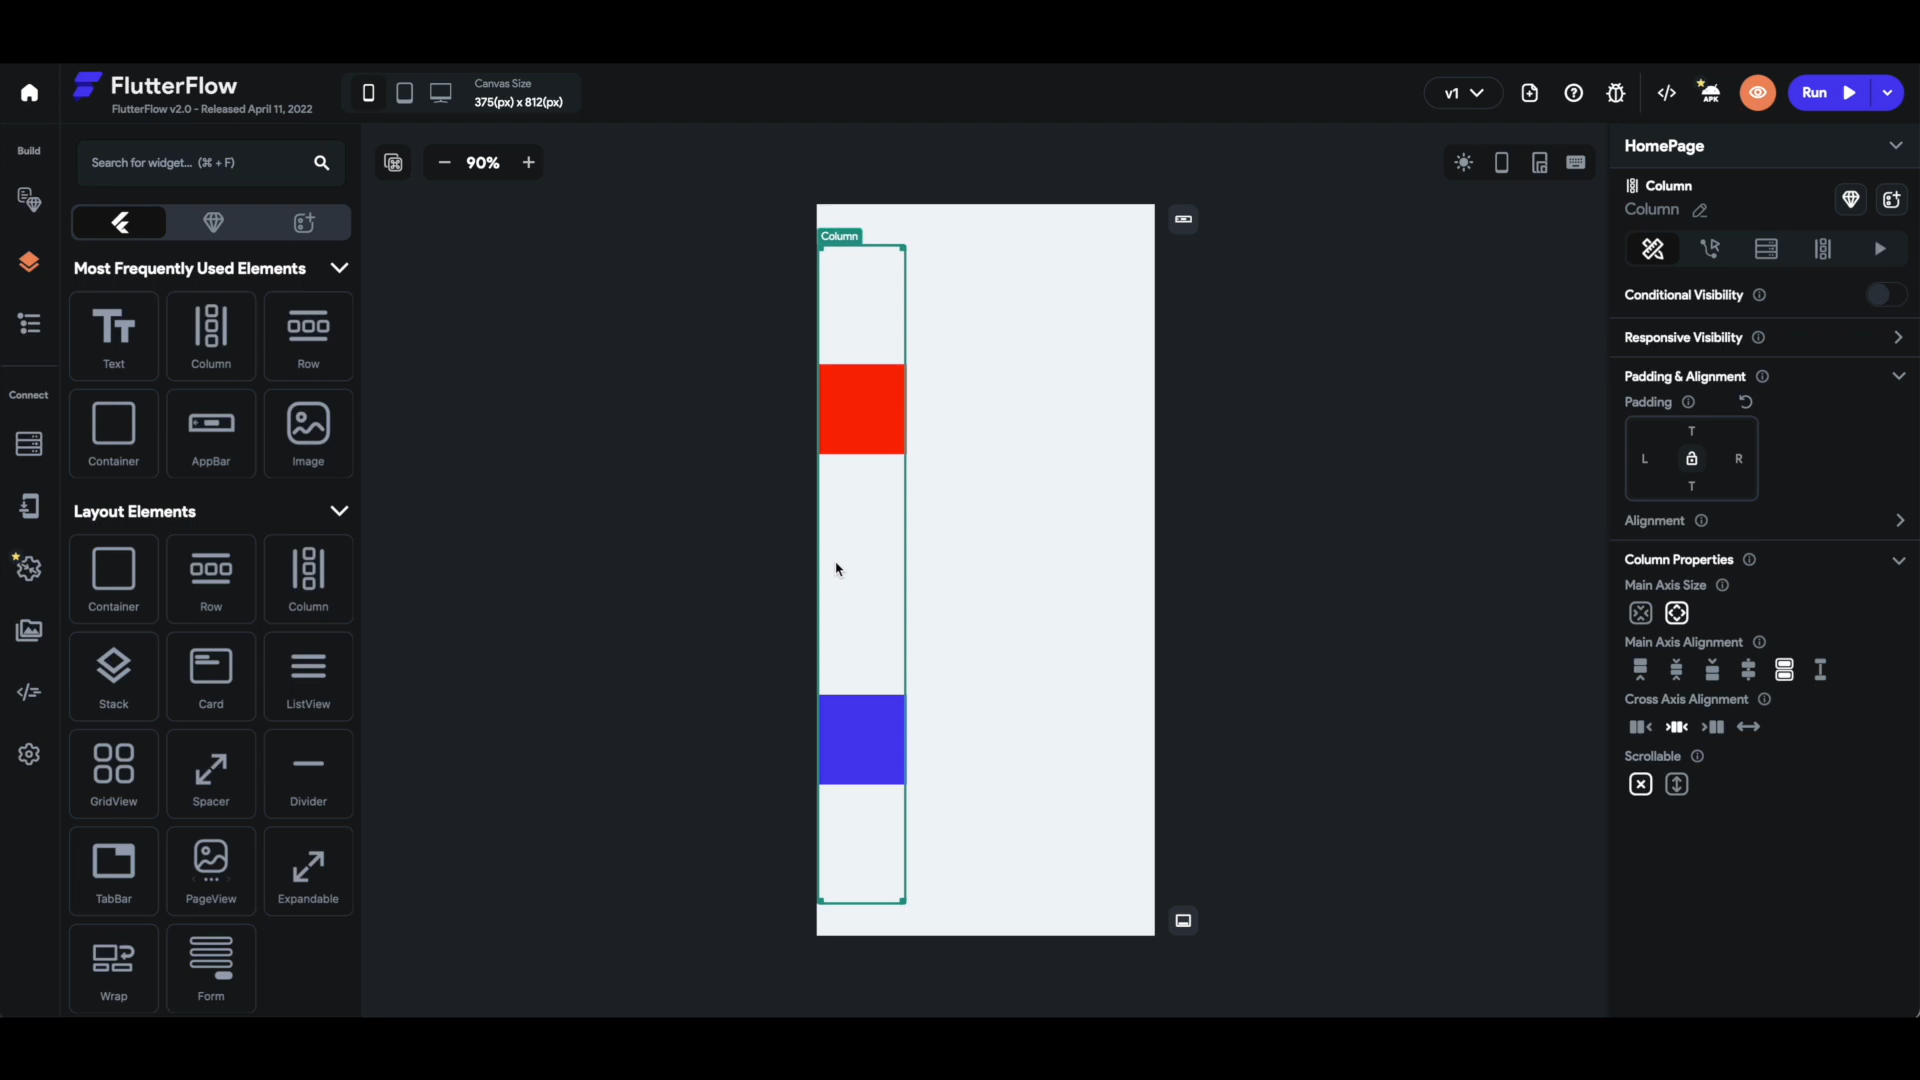 FlutterFlow
FlutterFlow v2.0 - Released April 11, 2022
Canvas Size
375(px) x 812(px)
v1
APK
Run
Build
Search for widget... (⌘ + F)
90%
HomePage
Column
Column
Most Frequently Used Elements
Text
Column
Row
Container
AppBar
Image
Connect
Layout Elements
Container
Row
Column
Stack
Card
ListView
GridView
Spacer
Divider
TabBar
PageView
Expandable
Wrap
Form
Column
Conditional Visibility
Responsive Visibility
Padding & Alignment
Padding
T
L
R
T
Alignment
Column Properties
Main Axis Size
Main Axis Alignment
Cross Axis Alignment
Scrollable